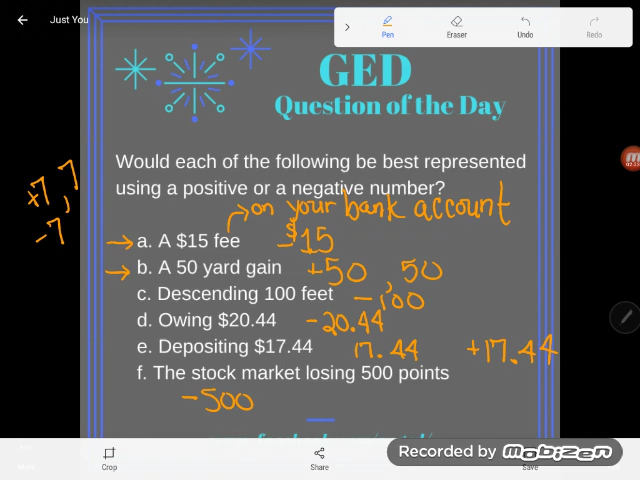 Just You
Pen
Eraser
Undo
Redo
GED
Question of the Day
Would each of the following be best represented
using a positive or a negative number?
+7, 7
-7
→ on your bank account
→ a. A $15 fee -$15
→ b. A 50 yard gain +50, 50
c. Descending 100 feet -100
d. Owing $20.44 -20.44
e. Depositing $17.44 17.44 +17.44
f. The stock market losing 500 points
-500
Crop
Share
Save
Recorded by
mobizen